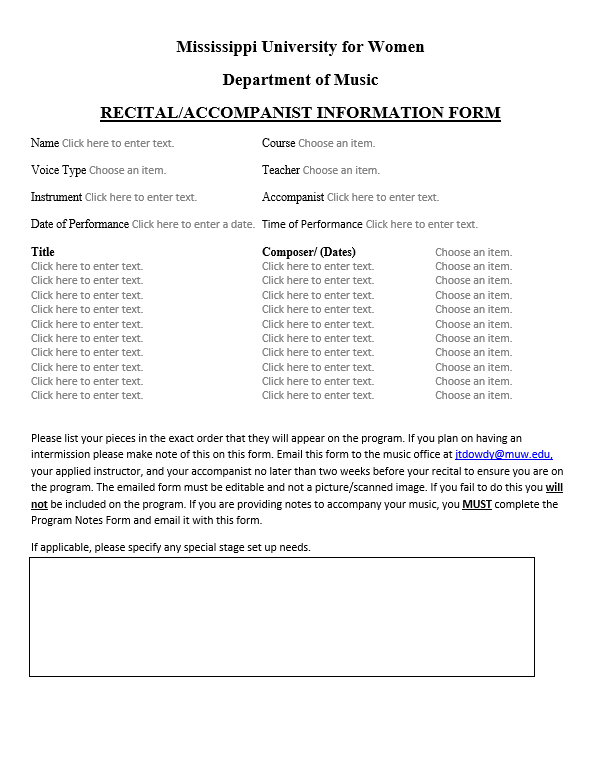 Mississippi University for Women
Department of Music
RECITAL/ACCOMPANIST INFORMATION FORM
Name Click here to enter text. Course Choose an item.
Voice Type Choose an item. Teacher Choose an item.
Instrument Click here to enter text. Accompanist Click here to enter text.
Date of Performance Click here to enter a date. Time of Performance Click here to enter text.
Title Composer/ (Dates) Choose an item.
Click here to enter text. Click here to enter text. Choose an item.
Click here to enter text. Click here to enter text. Choose an item.
Click here to enter text. Click here to enter text. Choose an item.
Click here to enter text. Click here to enter text. Choose an item.
Click here to enter text. Click here to enter text. Choose an item.
Click here to enter text. Click here to enter text. Choose an item.
Click here to enter text. Click here to enter text. Choose an item.
Click here to enter text. Click here to enter text. Choose an item.
Click here to enter text. Click here to enter text. Choose an item.
Click here to enter text. Click here to enter text. Choose an item.
Please list your pieces in the exact order that they will appear on the program. If you plan on having an
intermission please make note of this on this form. Email this form to the music office at jtdowdy@muw.edu,
your applied instructor, and your accompanist no later than two weeks before your recital to ensure you are on
the program. The emailed form must be editable and not a picture/scanned image. If you fail to do this you will
not be included on the program. If you are providing notes to accompany your music, you MUST complete the
Program Notes Form and email it with this form.
If applicable, please specify any special stage set up needs.